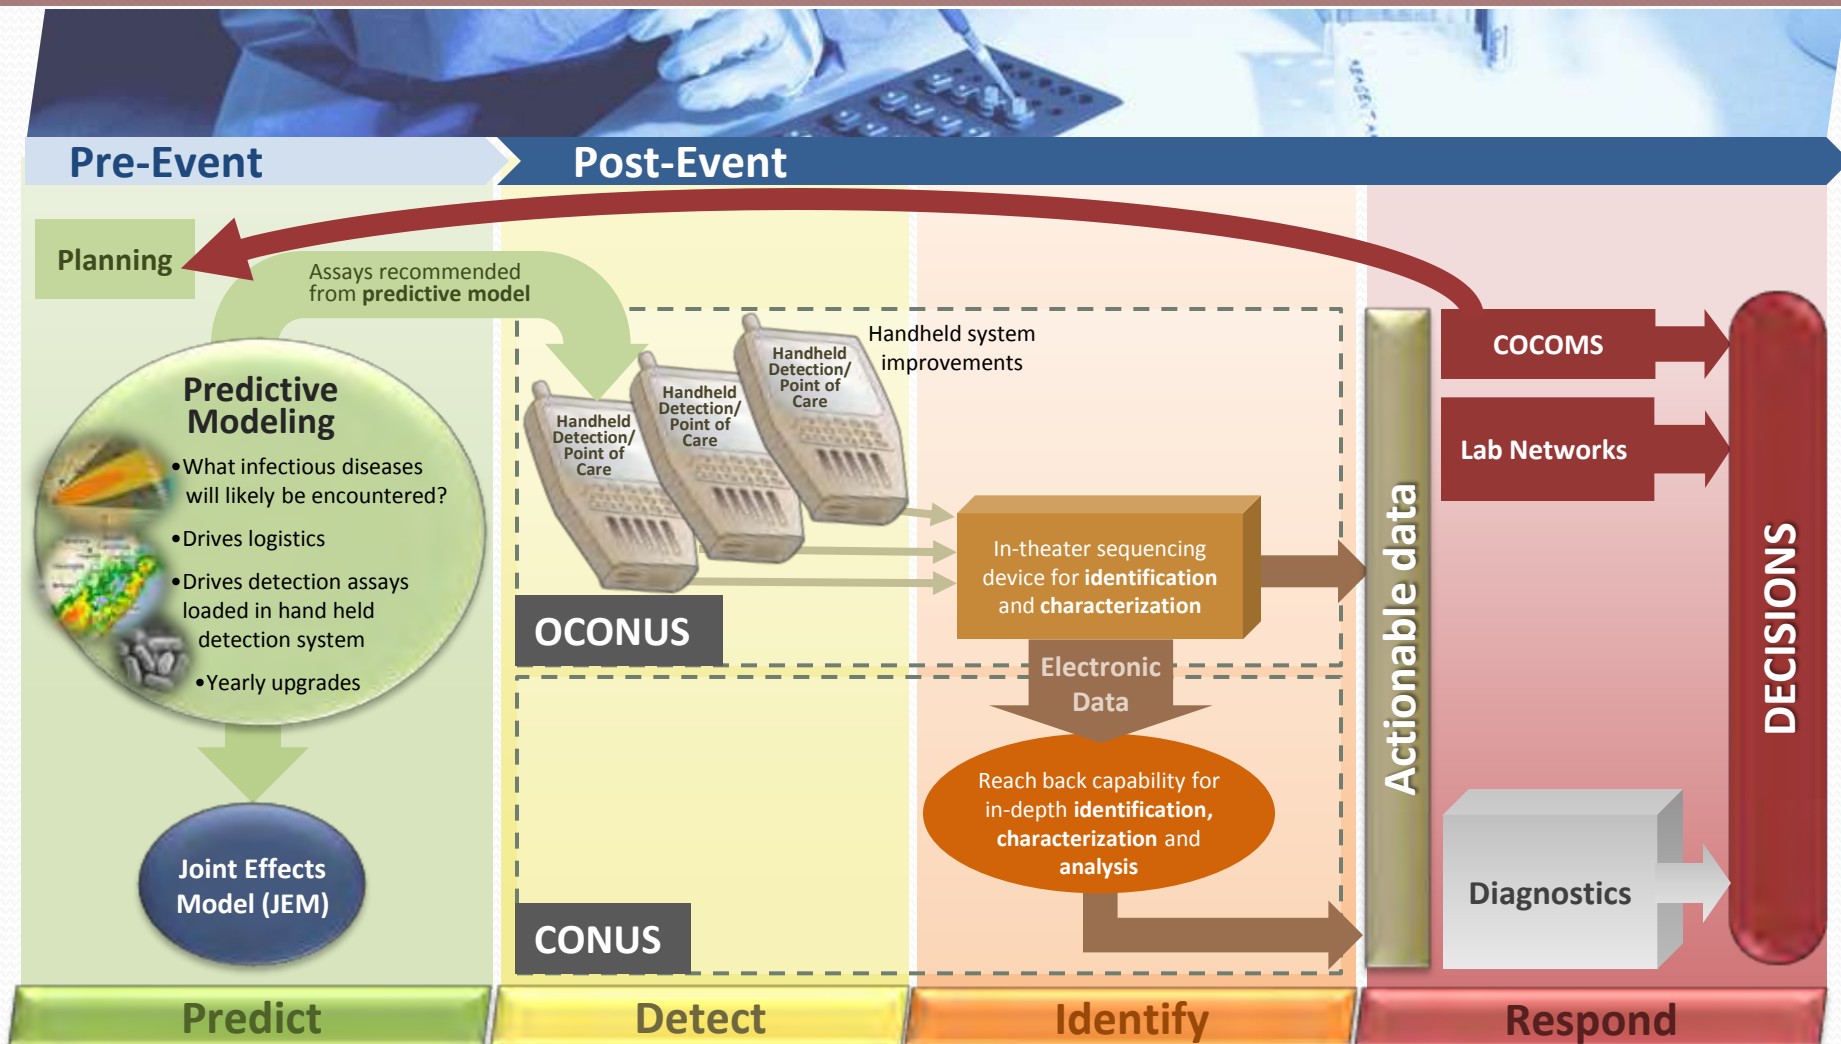 Pre-Event
Post-Event
Planning
Assays recommended
from predictive model
Predictive
Modeling
•What infectious diseases
will likely be encountered?
•Drives logistics
•Drives detection assays
loaded in hand held
detection system
•Yearly upgrades
Joint Effects
Model (JEM)
Handheld
Detection/
Point of
Care
Handheld
Detection/
Point of
Care
Handheld
Detection/
Point of
Care
Handheld system
improvements
OCONUS
CONUS
In-theater sequencing
device for identification
and characterization
Electronic
Data
Reach back capability for
in-depth identification,
characterization and
analysis
Actionable data
COCOMS
Lab Networks
Diagnostics
DECISIONS
Predict
Detect
Identify
Respond